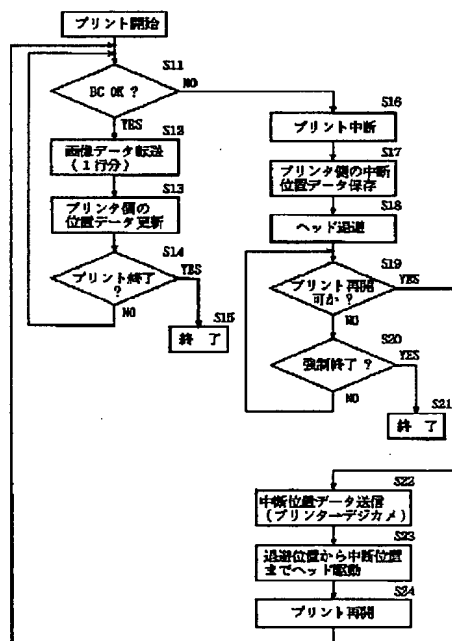 プリント開始
S11
BC OK ?
NO
YES
S12
画像データ転送
(1行分)
S13
プリンタ側の
位置データ更新
S14
プリント終了
?
YES
NO
S15
終 了
S16
プリント中断
S17
プリンタ側の中断
位置データ保存
S18
ヘッド退避
S19
プリント再開
可か ?
YES
NO
S20
強制終了 ?
YES
NO
S21
終 了
S22
中断位置データ送信
(プリンターデジカメ)
S23
退避位置から中断位置
までヘッド駆動
S24
プリント再開